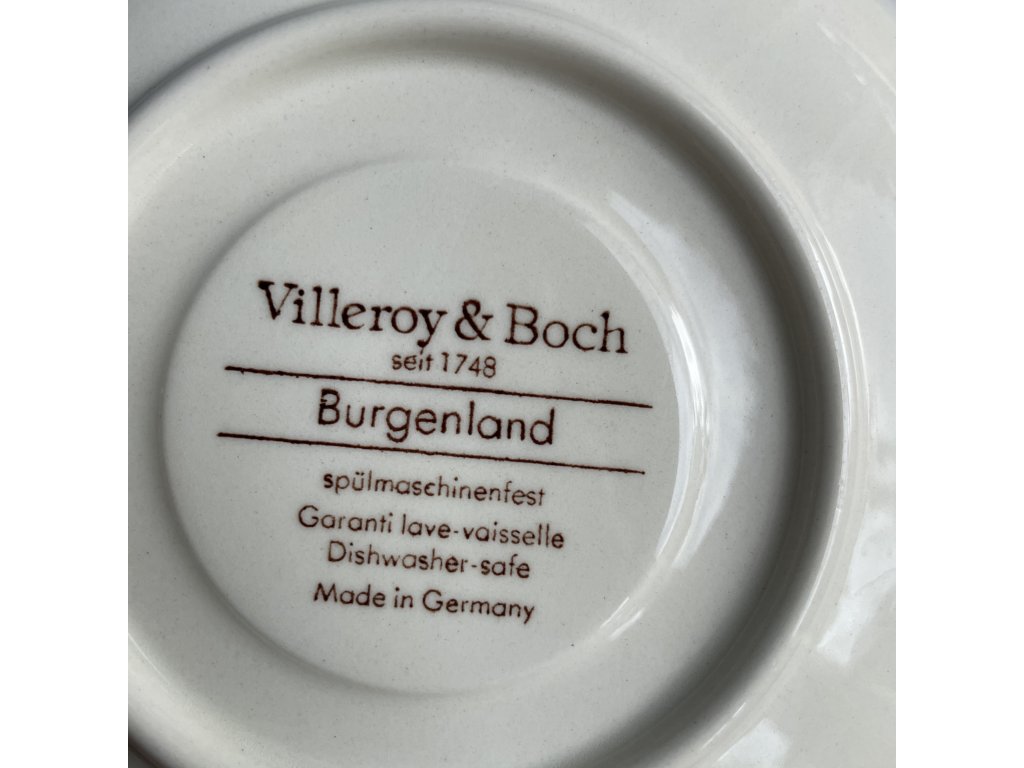 Villeroy & Boch
seit 1748
Burgenland
spülmaschinenfest
Garanti lave-vaisselle
Dishwasher-safe
Made in Germany